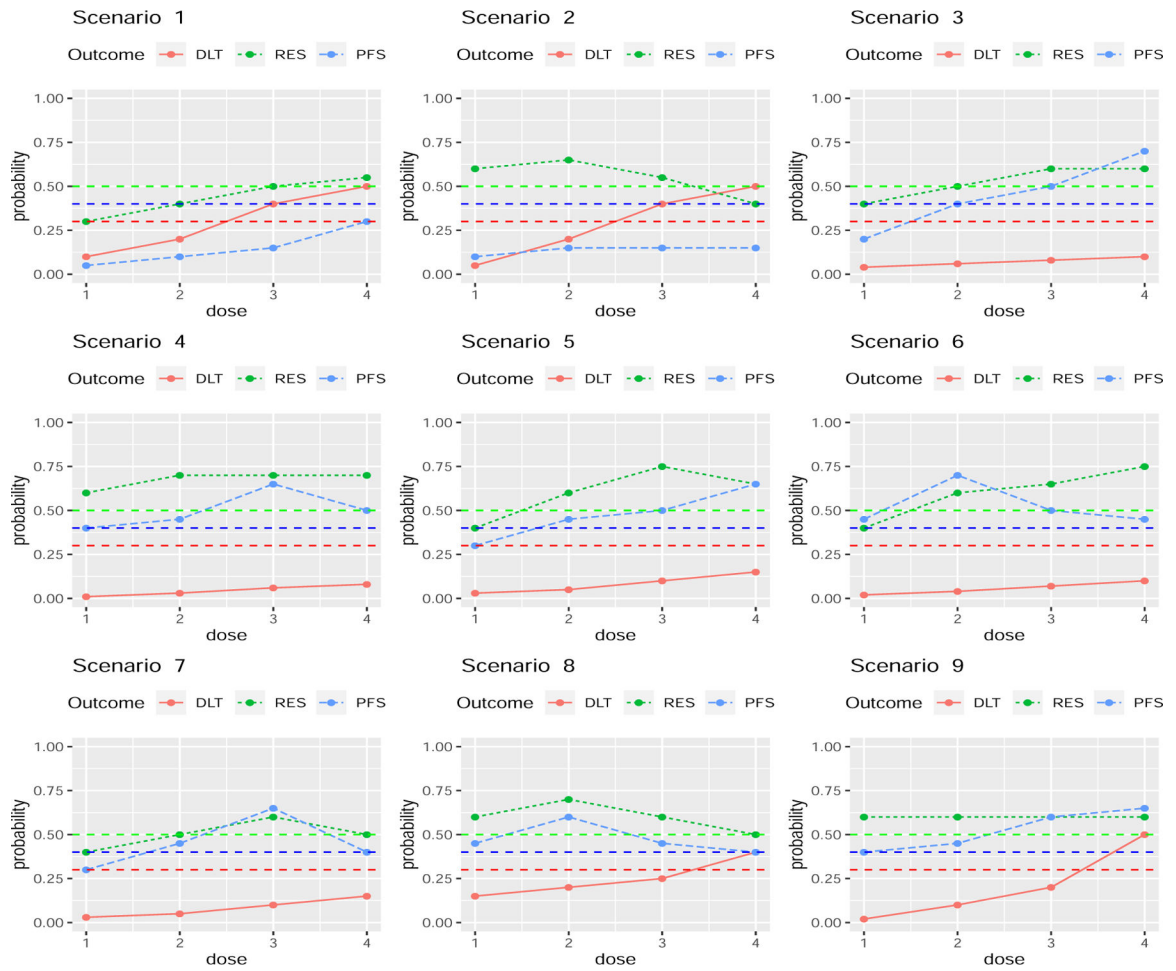 Scenario 1
Outcome DLT RES PFS
1.00
0.75
0.50
0.25
0.00
probability
1 2 3 4
dose
Scenario 2
Outcome DLT RES PFS
1.00
0.75
0.50
0.25
0.00
probability
1 2 3 4
dose
Scenario 3
Outcome DLT RES PFS
1.00
0.75
0.50
0.25
0.00
probability
1 2 3 4
dose
Scenario 4
Outcome DLT RES PFS
1.00
0.75
0.50
0.25
0.00
probability
1 2 3 4
dose
Scenario 5
Outcome DLT RES PFS
1.00
0.75
0.50
0.25
0.00
probability
1 2 3 4
dose
Scenario 6
Outcome DLT RES PFS
1.00
0.75
0.50
0.25
0.00
probability
1 2 3 4
dose
Scenario 7
Outcome DLT RES PFS
1.00
0.75
0.50
0.25
0.00
probability
1 2 3 4
dose
Scenario 8
Outcome DLT RES PFS
1.00
0.75
0.50
0.25
0.00
probability
1 2 3 4
dose
Scenario 9
Outcome DLT RES PFS
1.00
0.75
0.50
0.25
0.00
probability
1 2 3 4
dose